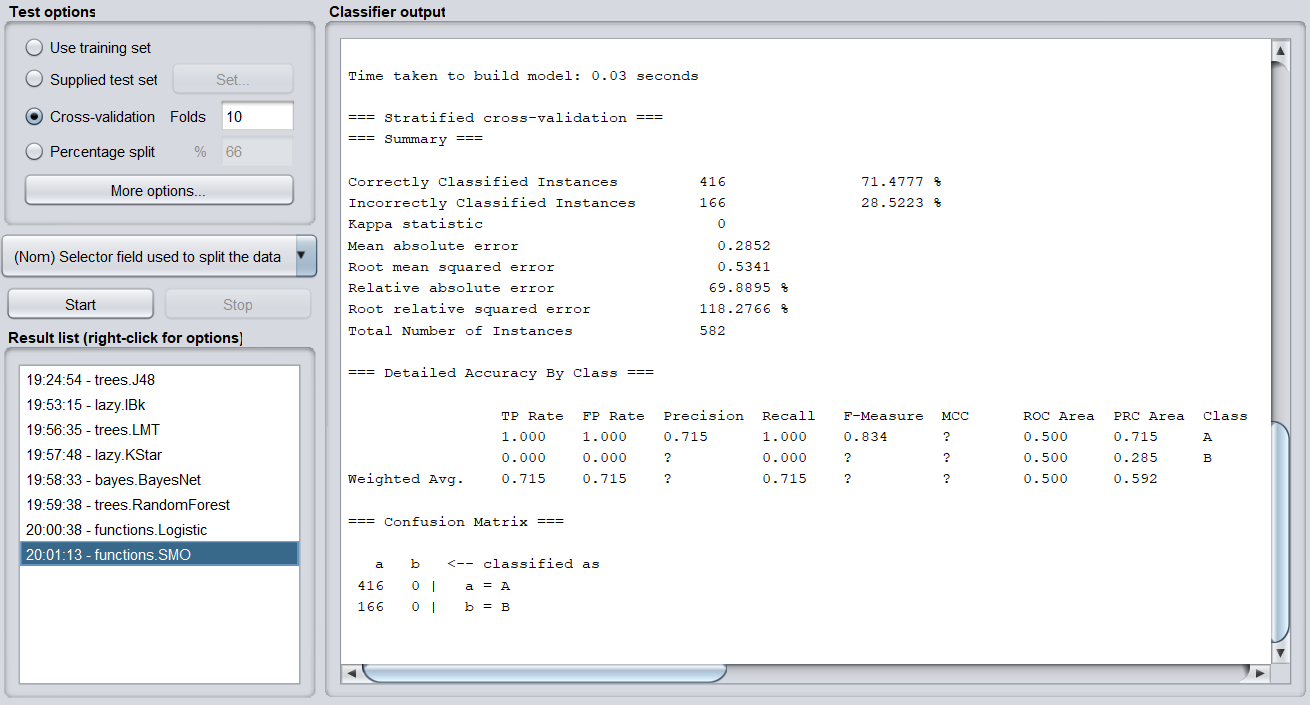 Test options
Use training set
Supplied test set Set...
Cross-validation Folds 10
Percentage split % 66
More options...
(Nom) Selector field used to split the data
Start Stop
Result list (right-click for options)
19:24:54 - trees.J48
19:53:15 - lazy.IBk
19:56:35 - trees.LMT
19:57:48 - lazy.KStar
19:58:33 - bayes.BayesNet
19:59:38 - trees.RandomForest
20:00:38 - functions.Logistic
20:01:13 - functions.SMO
Classifier output
Time taken to build model: 0.03 seconds
=== Stratified cross-validation ===
=== Summary ===
Correctly Classified Instances 416 71.4777 %
Incorrectly Classified Instances 166 28.5223 %
Kappa statistic 0
Mean absolute error 0.2852
Root mean squared error 0.5341
Relative absolute error 69.8895 %
Root relative squared error 118.2766 %
Total Number of Instances 582
=== Detailed Accuracy By Class ===
TP Rate FP Rate Precision Recall F-Measure MCC ROC Area PRC Area Class
1.000 1.000 0.715 1.000 0.834 ? 0.500 0.715 A
0.000 0.000 ? 0.000 ? ? 0.500 0.285 B
Weighted Avg. 0.715 0.715 ? 0.715 ? ? 0.500 0.592
=== Confusion Matrix ===
a b <-- classified as
416 0 | a = A
166 0 | b = B